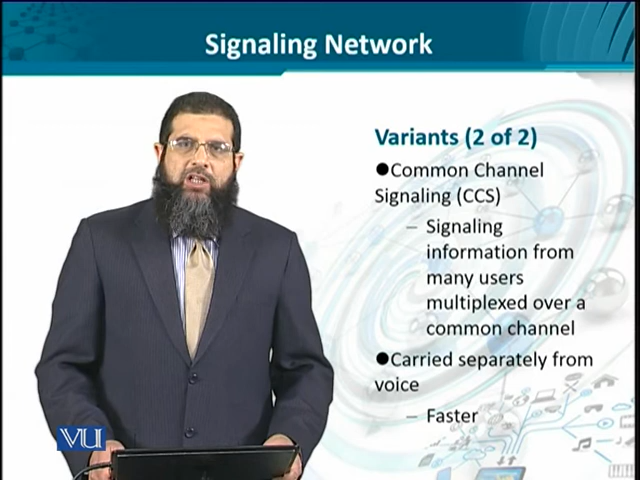 Signaling Network
Variants (2 of 2)
●Common Channel
Signaling (CCS)
– Signaling
information from
many users
multiplexed over a
common channel
●Carried separately from
voice
– Faster
VU